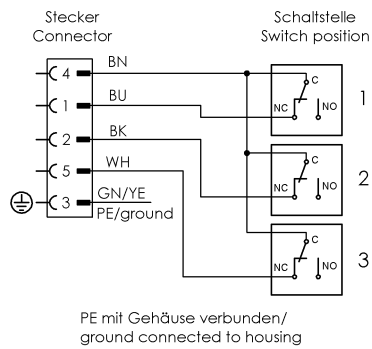 Stecker
Connector
Schaltstelle
Switch position
4 BN
1 BU
2 BK
5 WH
3 GN/YE
PE/ground
C
NC NO
1
C
NC NO
2
C
NC NO
3
PE mit Gehäuse verbunden/
ground connected to housing